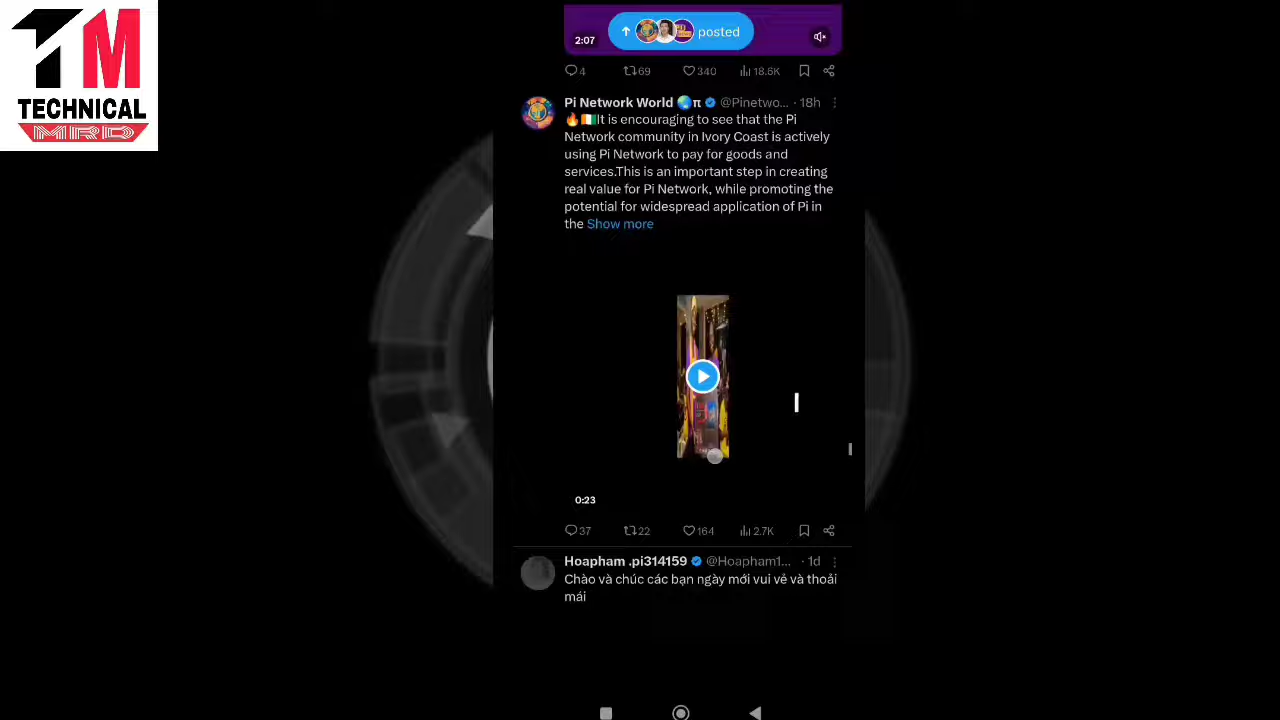 TM
TECHNICAL
MRD
2:07
posted
4 69 340 18.6K
Pi Network World 🌏π @Pinetwo... · 18h
🔥🇨🇮It is encouraging to see that the Pi
Network community in Ivory Coast is actively
using Pi Network to pay for goods and
services.This is an important step in creating
real value for Pi Network, while promoting the
potential for widespread application of Pi in
the Show more
0:23
37 22 164 2.7K
Hoapham .pi314159 @Hoapham1... · 1d
Chào và chúc các bạn ngày mới vui vẻ và thoải
mái